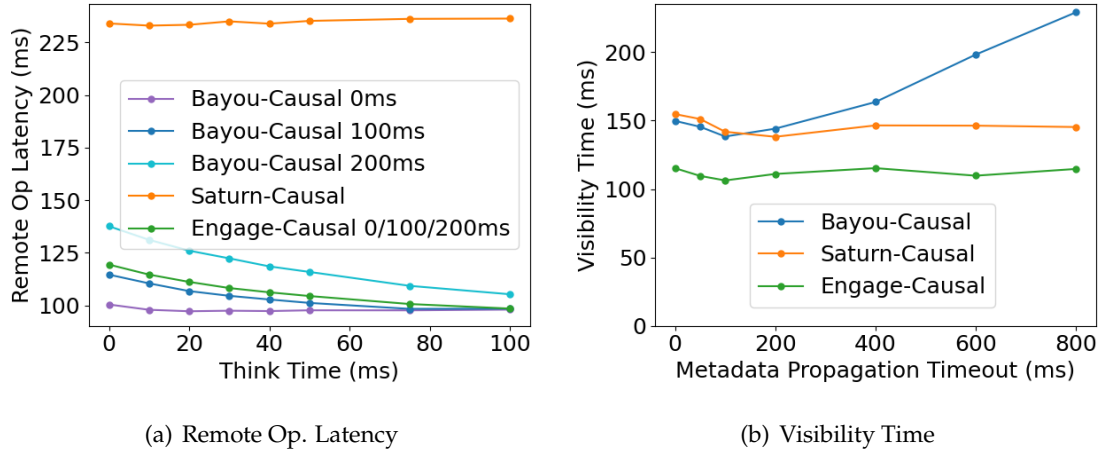 225
200
175
150
125
100
Remote Op Latency (ms)
Bayou-Causal 0ms
Bayou-Causal 100ms
Bayou-Causal 200ms
Saturn-Causal
Engage-Causal 0/100/200ms
0 20 40 60 80 100
Think Time (ms)
(a) Remote Op. Latency
200
150
100
50
0
Visibility Time (ms)
Bayou-Causal
Saturn-Causal
Engage-Causal
0 200 400 600 800
Metadata Propagation Timeout (ms)
(b) Visibility Time